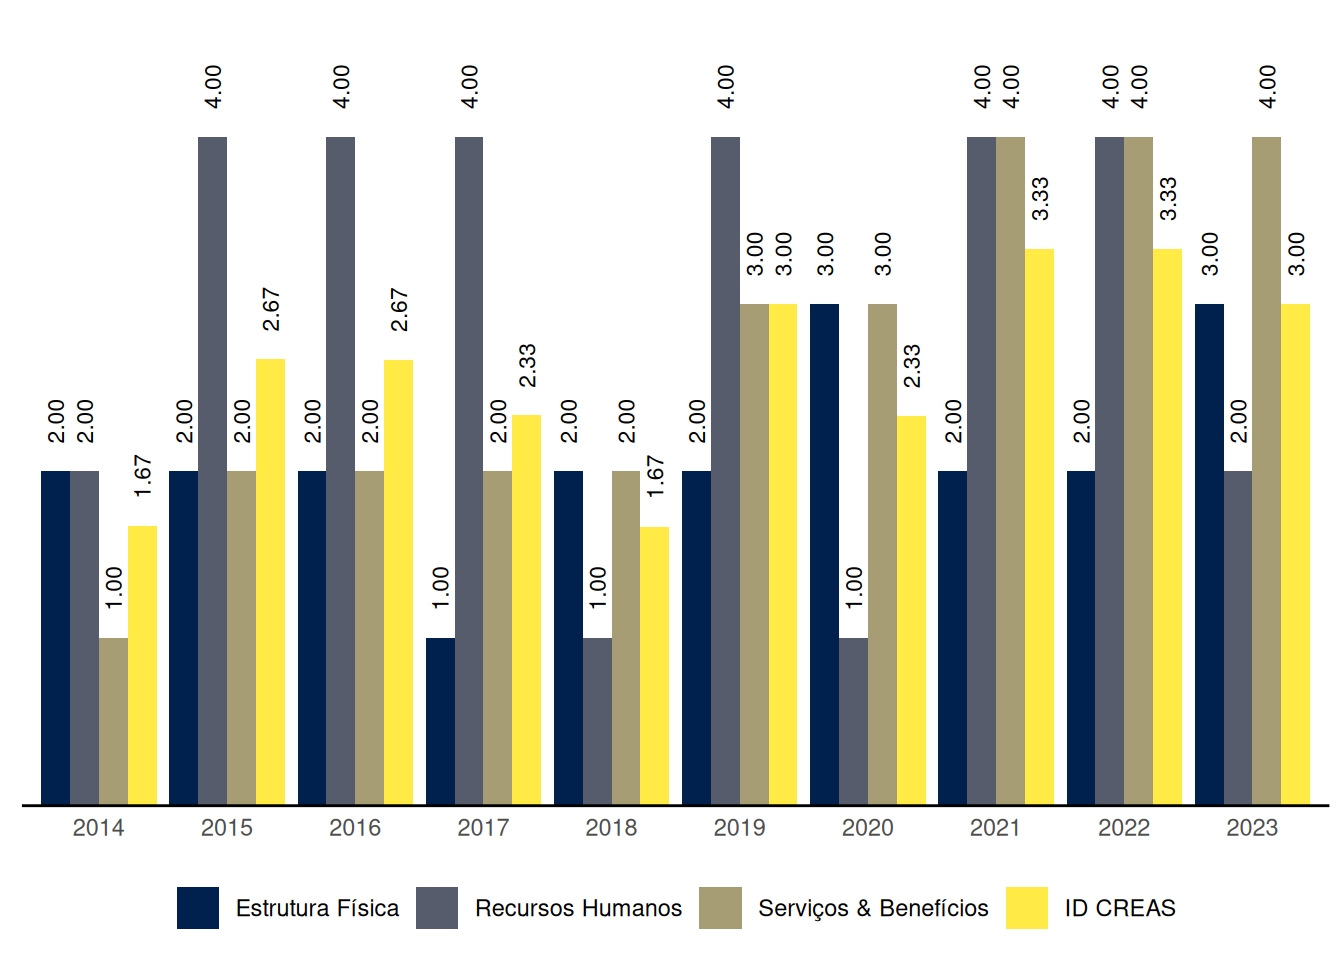 4.00 4.00 4.00 4.00 4.00 4.00 4.00 4.00 4.00
3.33 3.33
3.00 3.00 3.00 3.00 3.00 3.00
2.67 2.67
2.33 2.33
2.00 2.00 2.00 2.00 2.00 2.00 2.00 2.00 2.00 2.00 2.00 2.00 2.00
1.67 1.67
1.00 1.00 1.00 1.00
2014 2015 2016 2017 2018 2019 2020 2021 2022 2023
Estrutura Física Recursos Humanos Serviços & Benefícios ID CREAS